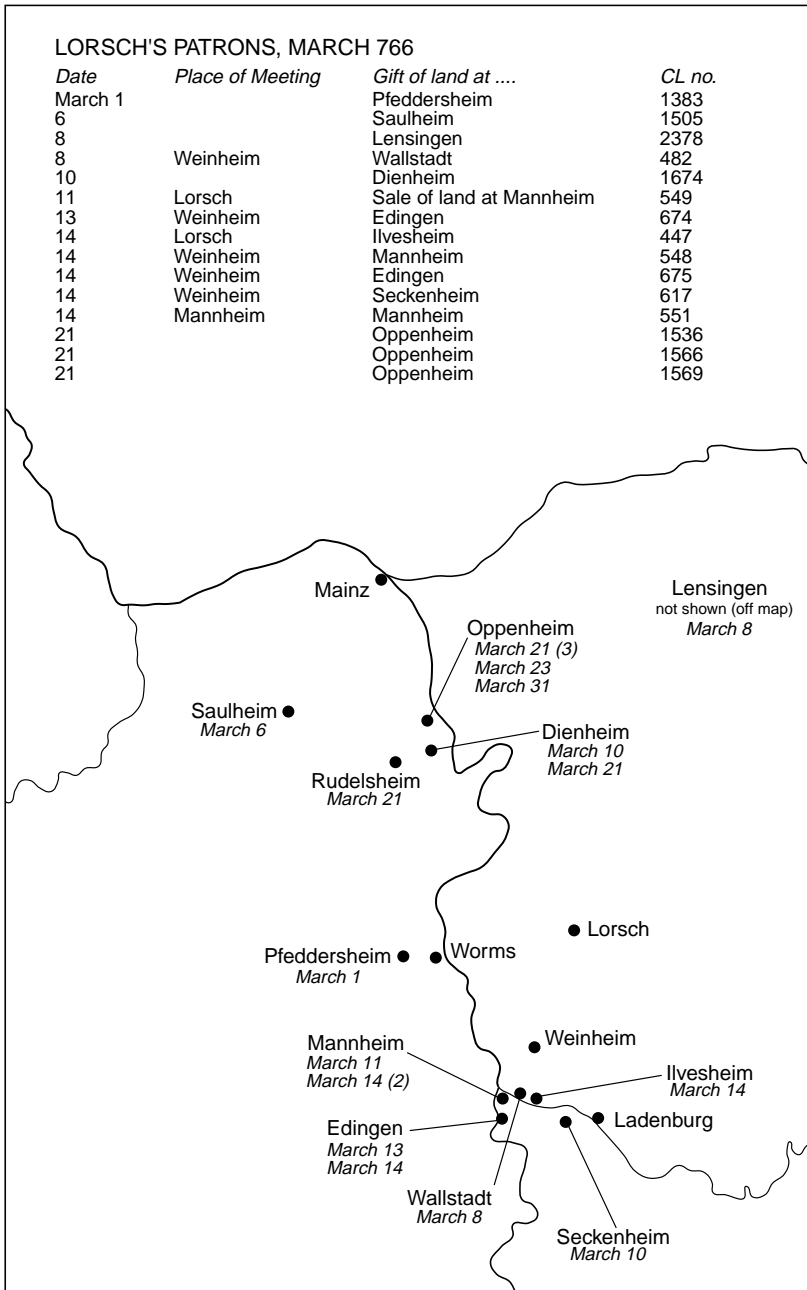 LORSCH'S PATRONS, MARCH 766
Date Place of Meeting Gift of land at .... CL no.
March 1 Pfeddersheim 1383
6 Saulheim 1505
8 Lensingen 2378
8 Weinheim Wallstadt 482
10 Dienheim 1674
11 Lorsch Sale of land at Mannheim 549
13 Weinheim Edingen 674
14 Lorsch Ilvesheim 447
14 Weinheim Mannheim 548
14 Weinheim Edingen 675
14 Weinheim Seckenheim 617
14 Mannheim Mannheim 551
21 Oppenheim 1536
21 Oppenheim 1566
21 Oppenheim 1569
Mainz
Lensingen
not shown (off map)
March 8
Oppenheim
March 21 (3)
March 23
March 31
Saulheim
March 6
Dienheim
March 10
March 21
Rudelsheim
March 21
Lorsch
Pfeddersheim
March 1
Worms
Weinheim
Mannheim
March 11
March 14 (2)
Ilvesheim
March 14
Ladenburg
Edingen
March 13
March 14
Wallstadt
March 8
Seckenheim
March 10